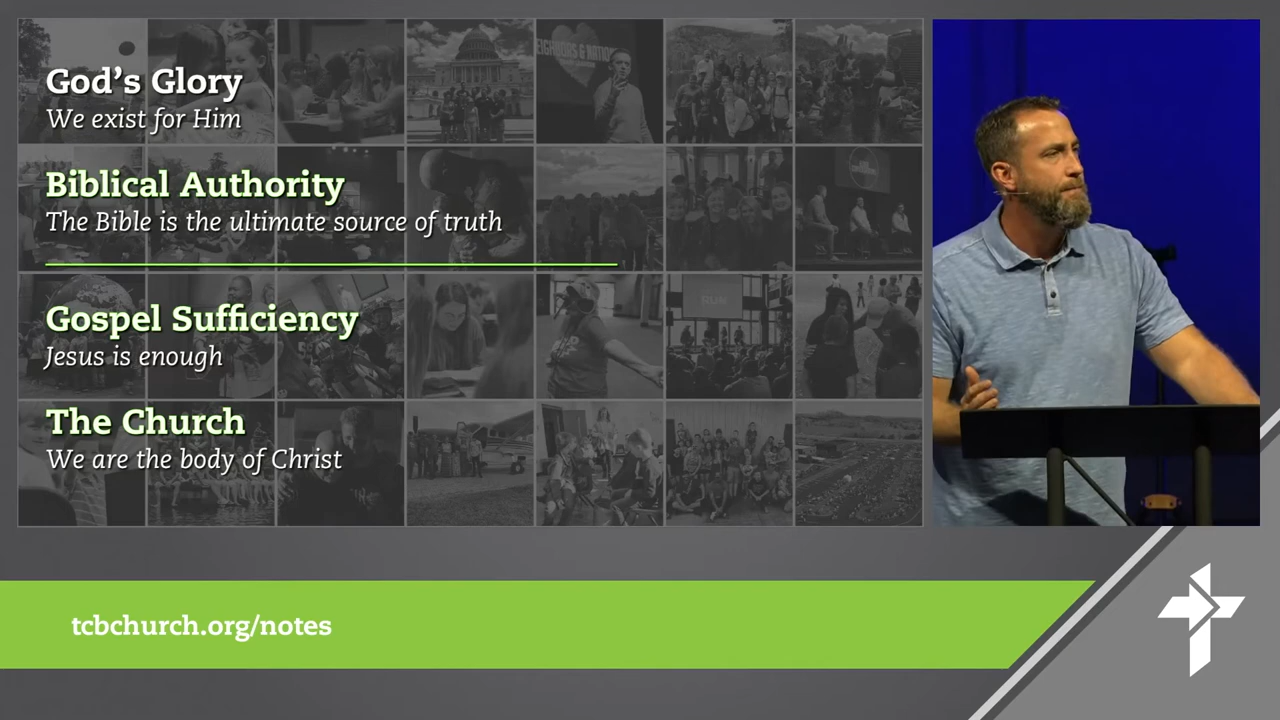 God's Glory
We exist for Him
Biblical Authority
The Bible is the ultimate source of truth
Gospel Sufficiency
Jesus is enough
The Church
We are the body of Christ
tcbchurch.org/notes